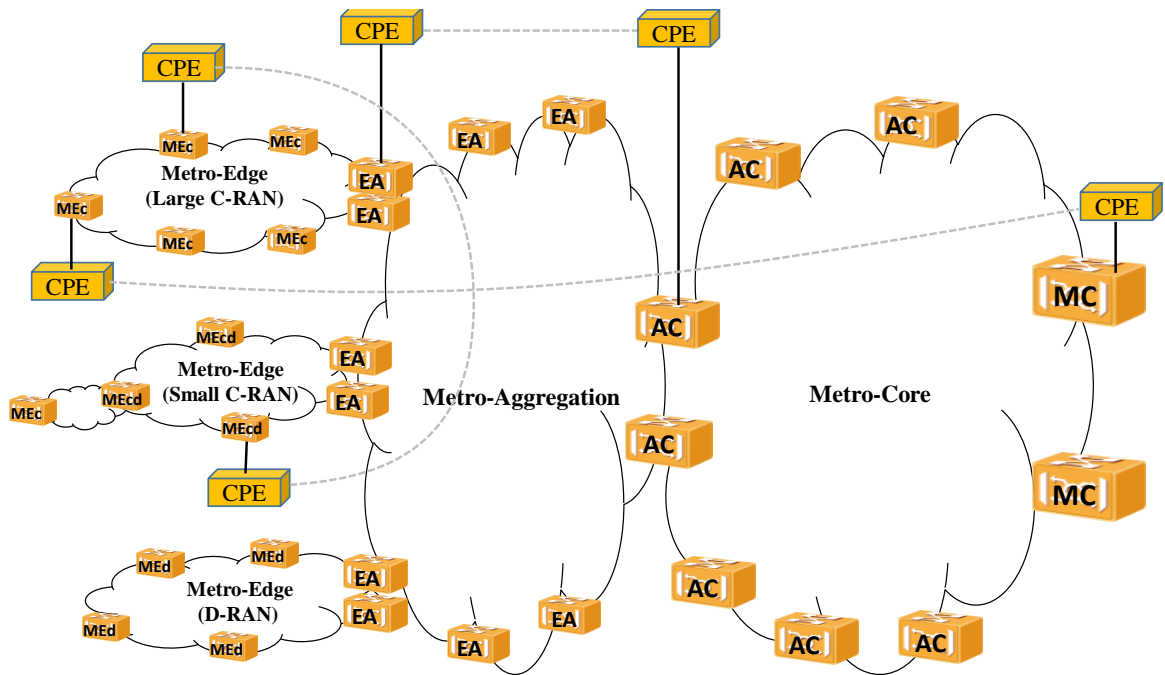 CPE
CPE
CPE
EA
EA
AC
AC
MEc
MEc
Metro-Edge
(Large C-RAN)
EA
EA
MEc
MEc
MEc
CPE
CPE
MC
AC
MEcd
Metro-Edge
(Small C-RAN)
EA
EA
MEcd
MEc
MEcd
Metro-Aggregation
Metro-Core
AC
CPE
MC
MEd
MEd
Metro-Edge
(D-RAN)
EA
EA
MEd
MEd
EA
EA
AC
AC
AC